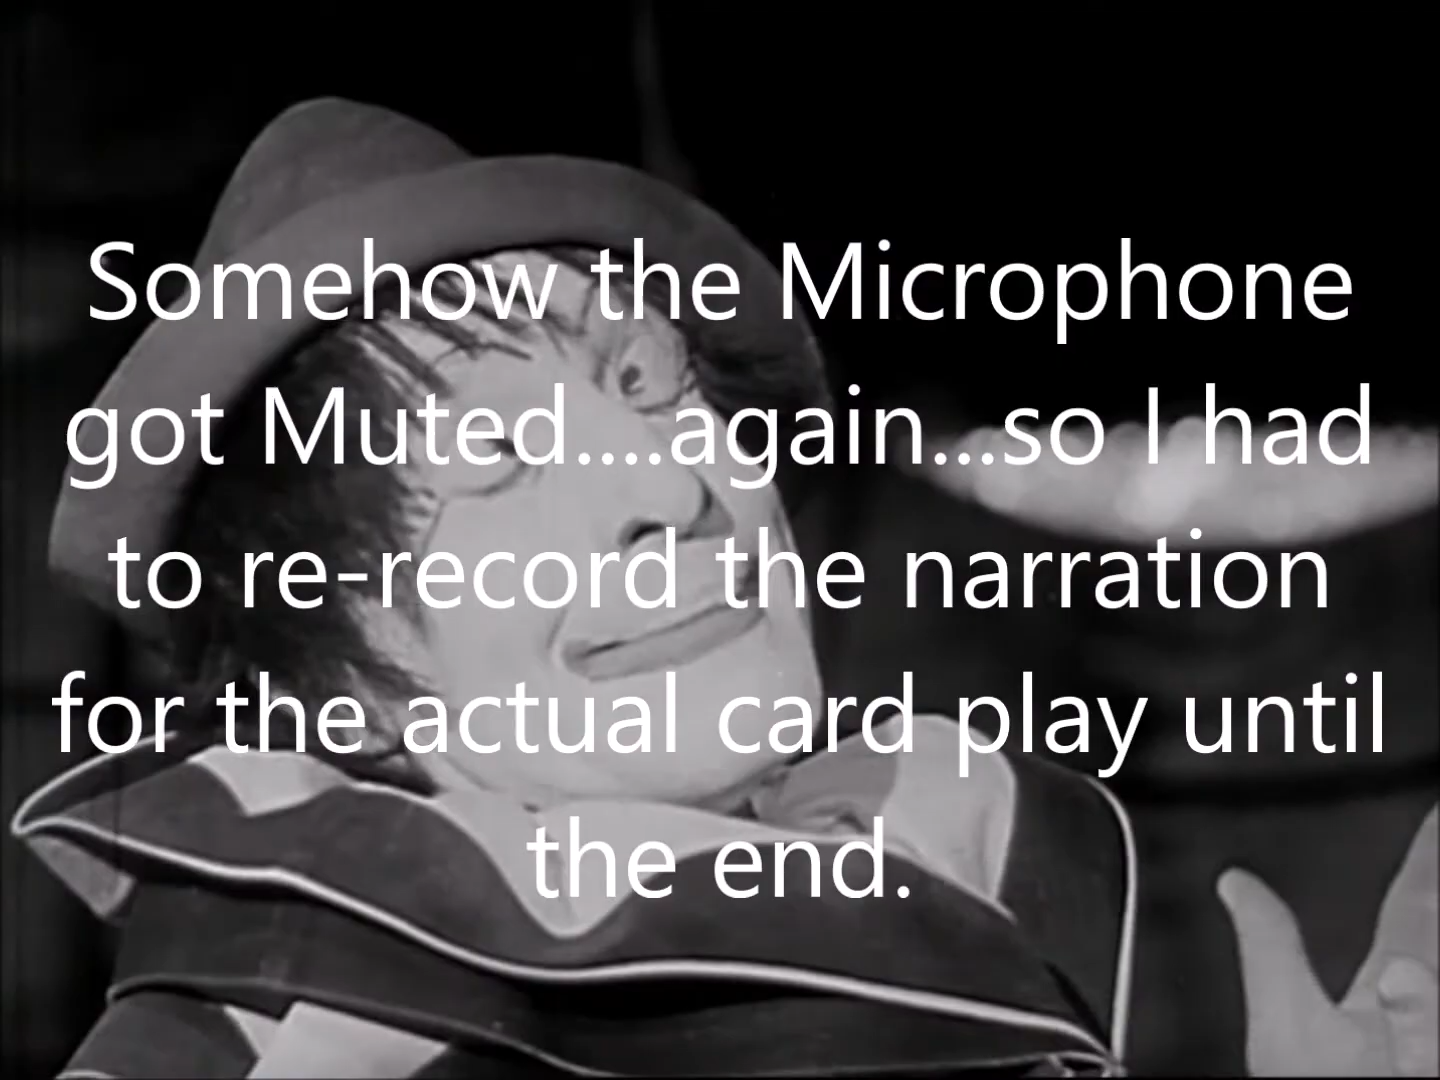 Somehow the Microphone
got Muted....again...so I had
to re-record the narration
for the actual card play until
the end.